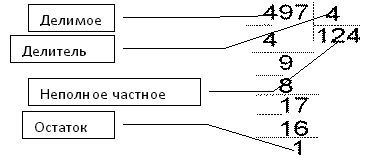 Делимое
497 4
Делитель
4 124
9
Неполное частное
8
17
Остаток
16
1